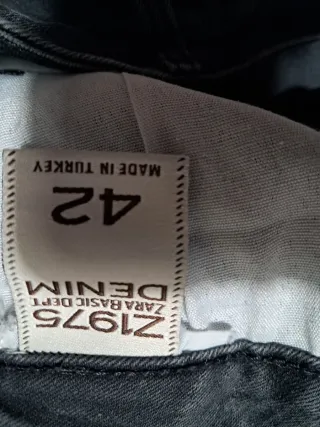 Z1975
ZARA BASIC DEPT
DENIM
42
MADE IN TURKEY